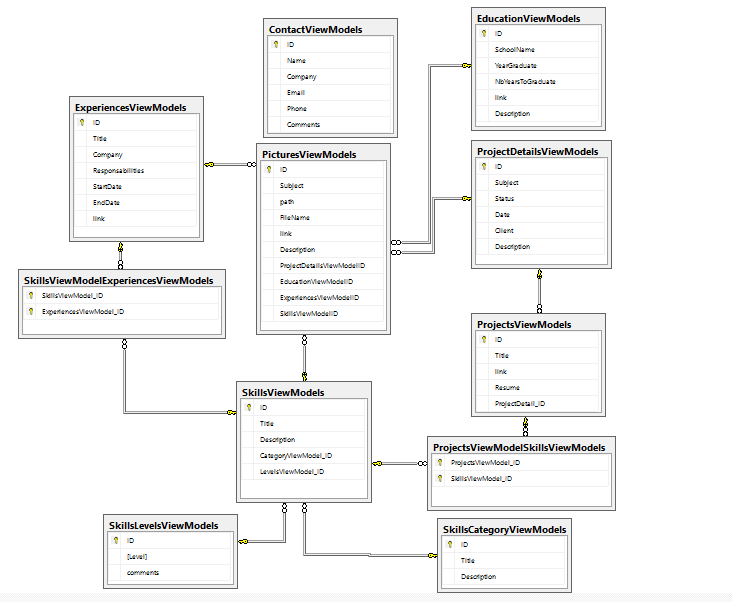 ContactViewModels
ID
Name
Company
Email
Phone
Comments
EducationViewModels
ID
SchoolName
YearGraduate
NbYearsToGraduate
link
Description
ExperiencesViewModels
ID
Title
Company
Responsabilities
StartDate
EndDate
link
PicturesViewModels
ID
Subject
path
FileName
link
Description
ProjectDetailsViewModelID
EducationViewModelID
ExperiencesViewModelID
SkillsViewModelID
ProjectDetailsViewModels
ID
Subject
Status
Date
Client
Description
SkillsViewModelExperiencesViewModels
SkillsViewModel_ID
ExperiencesViewModel_ID
ProjectsViewModels
ID
Title
link
Resume
ProjectDetail_ID
SkillsViewModels
ID
Title
Description
CategoryViewModel_ID
LevelsViewModel_ID
ProjectsViewModelSkillsViewModels
ProjectsViewModel_ID
SkillsViewModel_ID
SkillsLevelsViewModels
ID
[Level]
comments
SkillsCategoryViewModels
ID
Title
Description